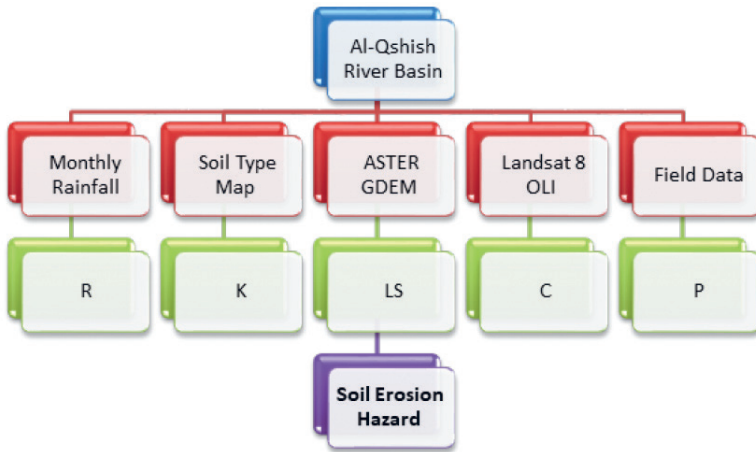 Al-Qshish
River Basin
Monthly
Rainfall
Soil Type
Map
ASTER
GDEM
Landsat 8
OLI
Field Data
R
K
LS
C
P
Soil Erosion
Hazard